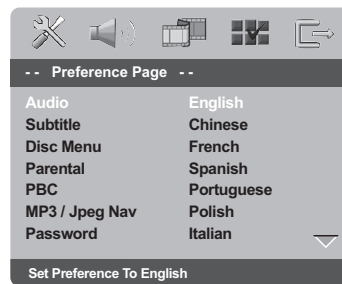 -- Preference Page --
Audio English
Subtitle Chinese
Disc Menu French
Parental Spanish
PBC Portuguese
MP3 / Jpeg Nav Polish
Password Italian
Set Preference To English